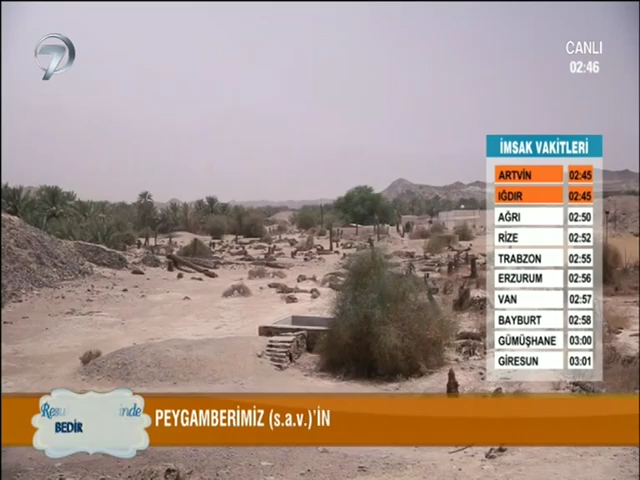 7
CANLI
02:46
İMSAK VAKİTLERİ
ARTVİN 02:45
IĞDIR 02:45
AĞRI 02:50
RİZE 02:52
TRABZON 02:55
ERZURUM 02:56
VAN 02:57
BAYBURT 02:58
GÜMÜŞHANE 03:00
GİRESUN 03:01
BEDİR
PEYGAMBERİMİZ (s.a.v.)'İN